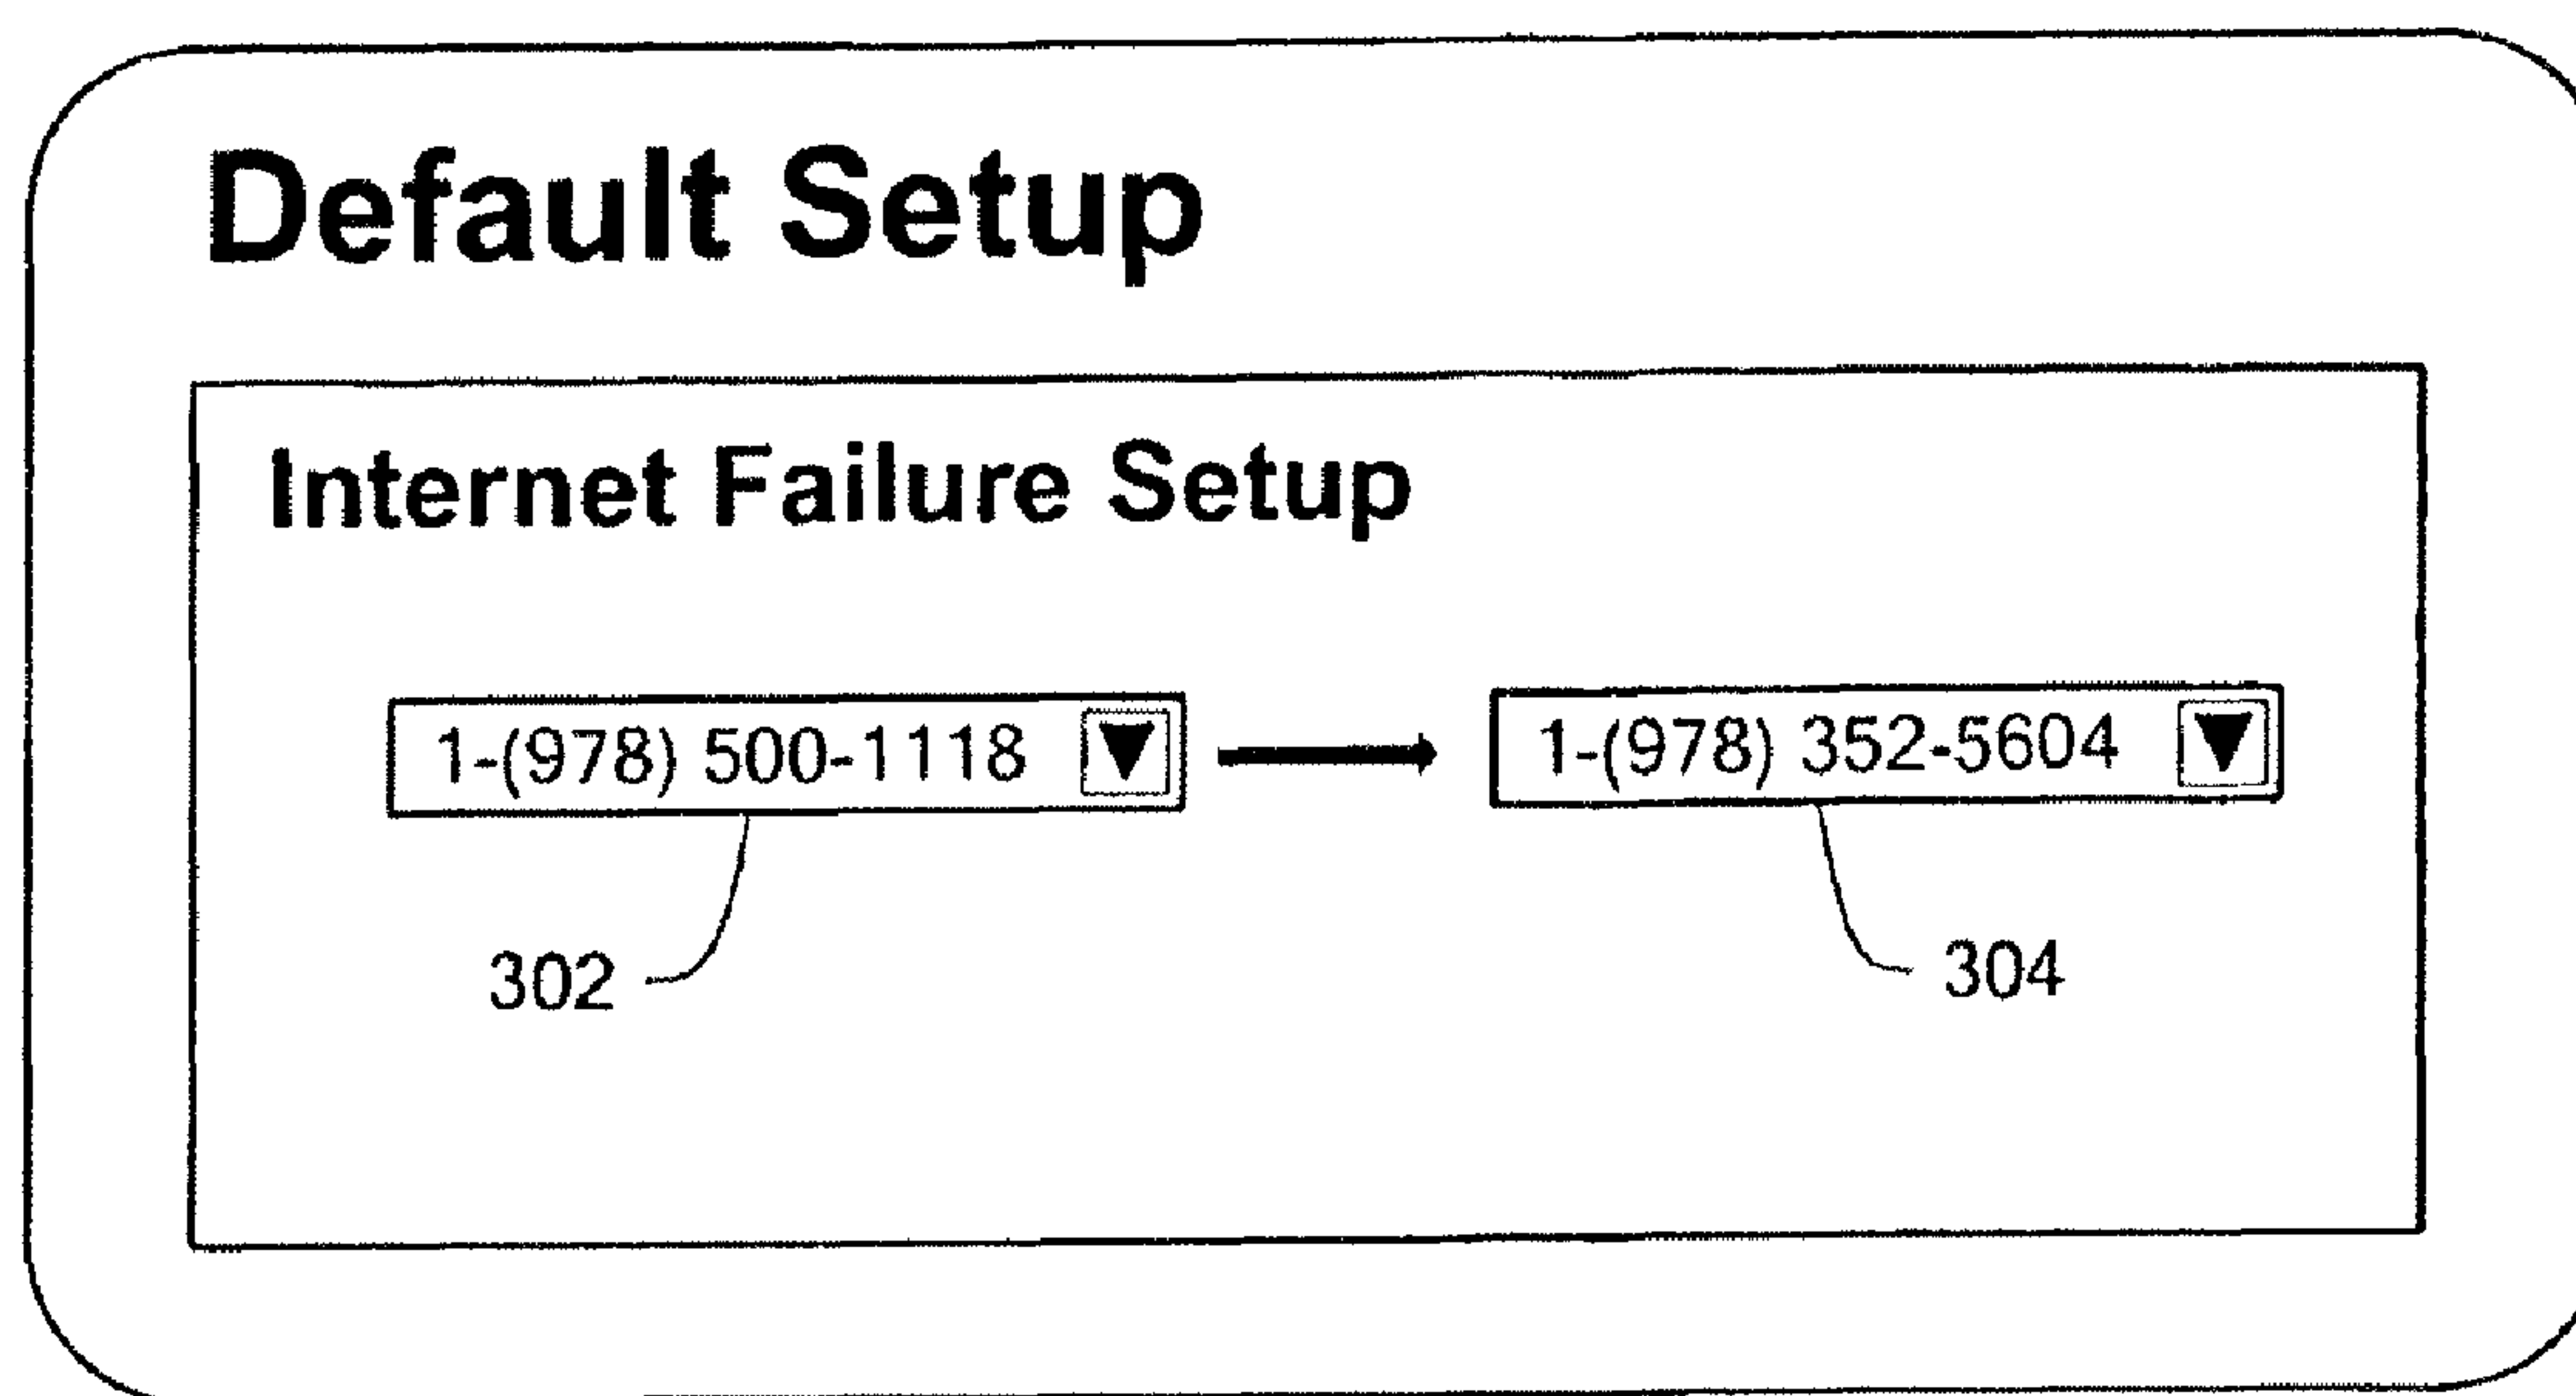 Default Setup
Internet Failure Setup
1-(978) 500-1118 1-(978) 352-5604
302 304